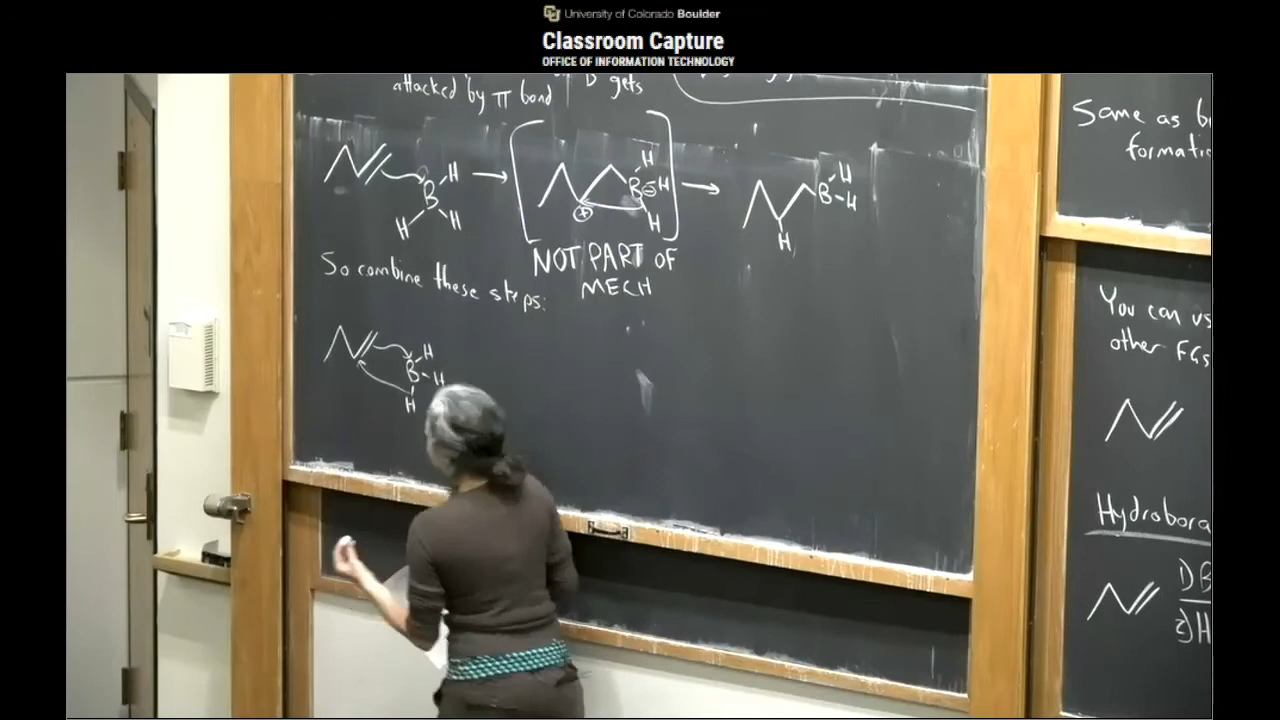 University of Colorado Boulder
Classroom Capture
OFFICE OF INFORMATION TECHNOLOGY
attacked by π bond
gets
H
B
H
H
H
B
⊖
H
H
⊕
H
B
H
H
NOT PART OF
MECH
So combine these steps:
H
B
H
H
Same as
formatio
You can us
other FGs
Hydrobora
1) B
2) H